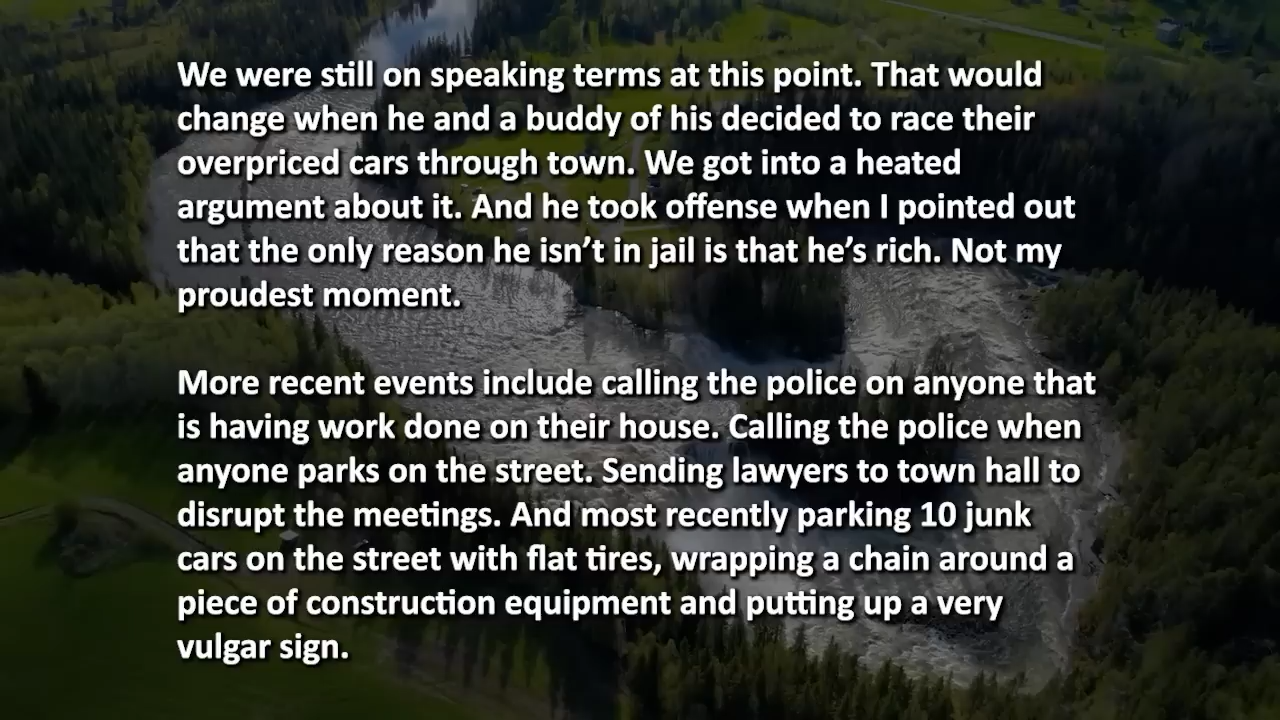 We were still on speaking terms at this point. That would
change when he and a buddy of his decided to race their
overpriced cars through town. We got into a heated
argument about it. And he took offense when I pointed out
that the only reason he isn’t in jail is that he’s rich. Not my
proudest moment.
More recent events include calling the police on anyone that
is having work done on their house. Calling the police when
anyone parks on the street. Sending lawyers to town hall to
disrupt the meetings. And most recently parking 10 junk
cars on the street with flat tires, wrapping a chain around a
piece of construction equipment and putting up a very
vulgar sign.